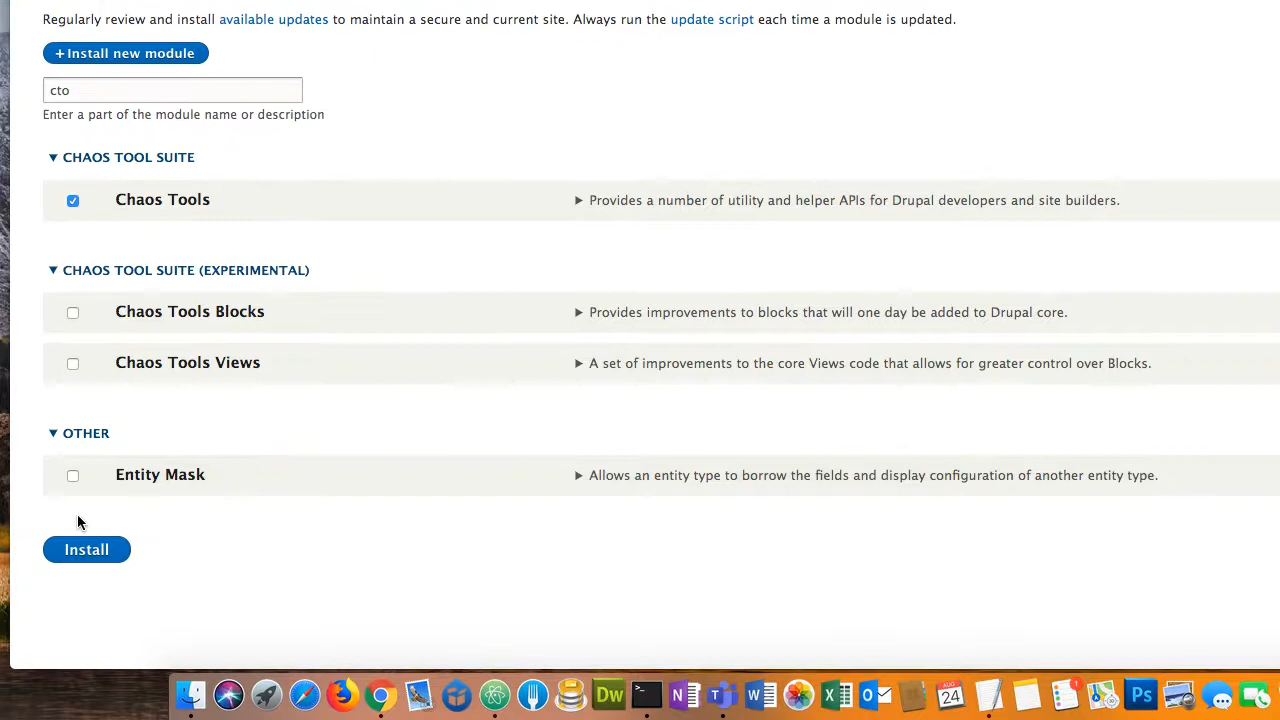 Regularly review and install available updates to maintain a secure and current site. Always run the update script each time a module is updated.
+Install new module
cto
Enter a part of the module name or description
▼ CHAOS TOOL SUITE
Chaos Tools
▶ Provides a number of utility and helper APIs for Drupal developers and site builders.
▼ CHAOS TOOL SUITE (EXPERIMENTAL)
Chaos Tools Blocks
▶ Provides improvements to blocks that will one day be added to Drupal core.
Chaos Tools Views
▶ A set of improvements to the core Views code that allows for greater control over Blocks.
▼ OTHER
Entity Mask
▶ Allows an entity type to borrow the fields and display configuration of another entity type.
Install
Dw
N
T
W
X
O
AUG
24
1
Ps